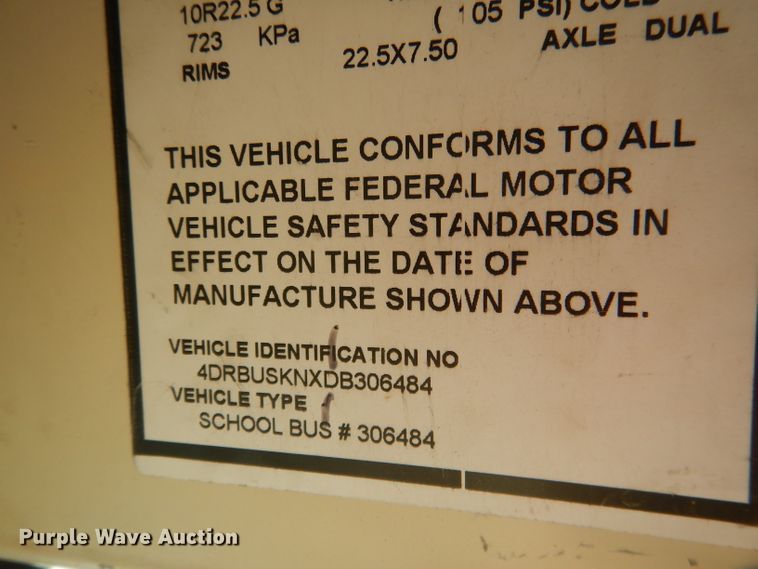 10R22.5 G
723 KPa ( 105 PSI) COLD
RIMS 22.5X7.50 AXLE DUAL
THIS VEHICLE CONFORMS TO ALL
APPLICABLE FEDERAL MOTOR
VEHICLE SAFETY STANDARDS IN
EFFECT ON THE DATE OF
MANUFACTURE SHOWN ABOVE.
VEHICLE IDENTIFICATION NO
4DRBUSKNXDB306484
VEHICLE TYPE
SCHOOL BUS # 306484
Purple Wave Auction